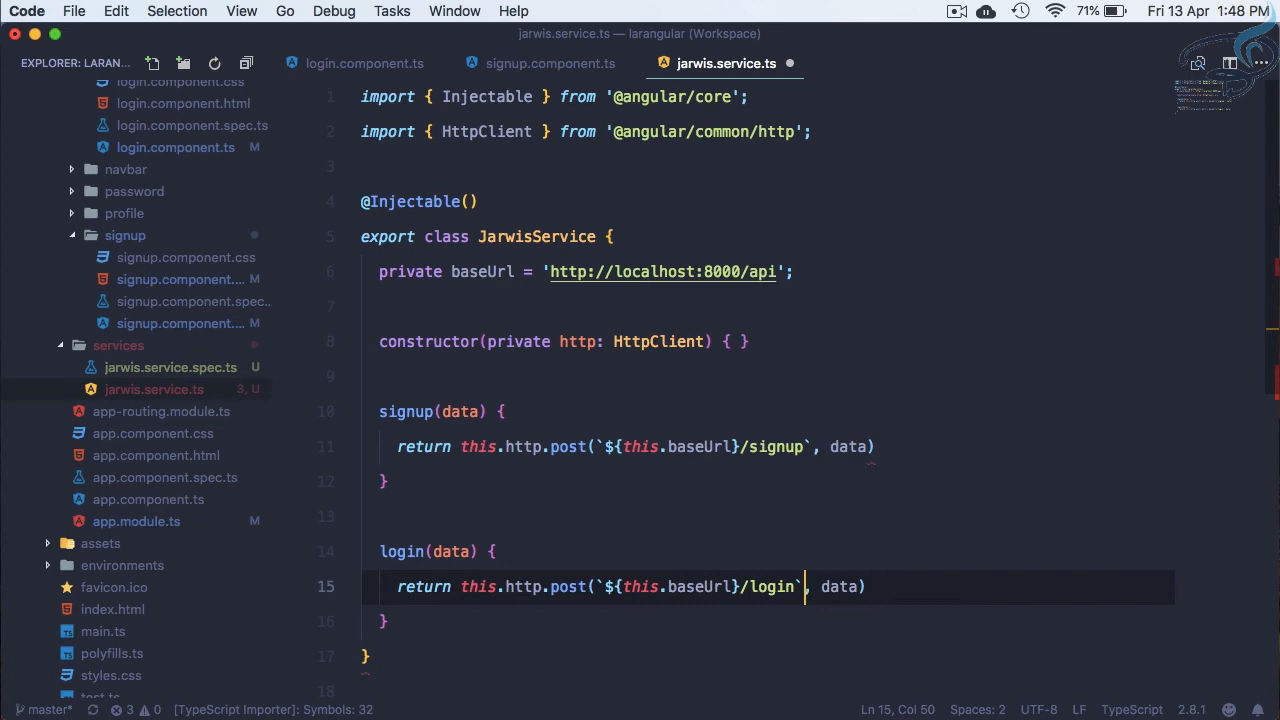 Code File Edit Selection View Go Debug Tasks Window Help 71% Fri 13 Apr 1:48 PM
jarwis.service.ts — larangular (Workspace)
EXPLORER: LARAN... login.component.ts signup.component.ts jarwis.service.ts
login.component.css
login.component.html
login.component.spec.ts
login.component.ts M
navbar
password
profile
signup
signup.component.css
signup.component.... M
signup.component.spec...
signup.component.... M
services
jarwis.service.spec.ts U
jarwis.service.ts 3, U
app-routing.module.ts
app.component.css
app.component.html
app.component.spec.ts
app.component.ts
app.module.ts M
assets
environments
favicon.ico
index.html
main.ts
polyfills.ts
styles.css
test.ts
1 import { Injectable } from '@angular/core';
2 import { HttpClient } from '@angular/common/http';
3
4 @Injectable()
5 export class JarwisService {
6 private baseUrl = 'http://localhost:8000/api';
7
8 constructor(private http: HttpClient) { }
9
10 signup(data) {
11 return this.http.post(`${this.baseUrl}/signup`, data)
12 }
13
14 login(data) {
15 return this.http.post(`${this.baseUrl}/login`, data)
16 }
17 }
18
master* 3 0 [TypeScript Importer]: Symbols: 32 Ln 15, Col 50 Spaces: 2 UTF-8 LF TypeScript 2.8.1